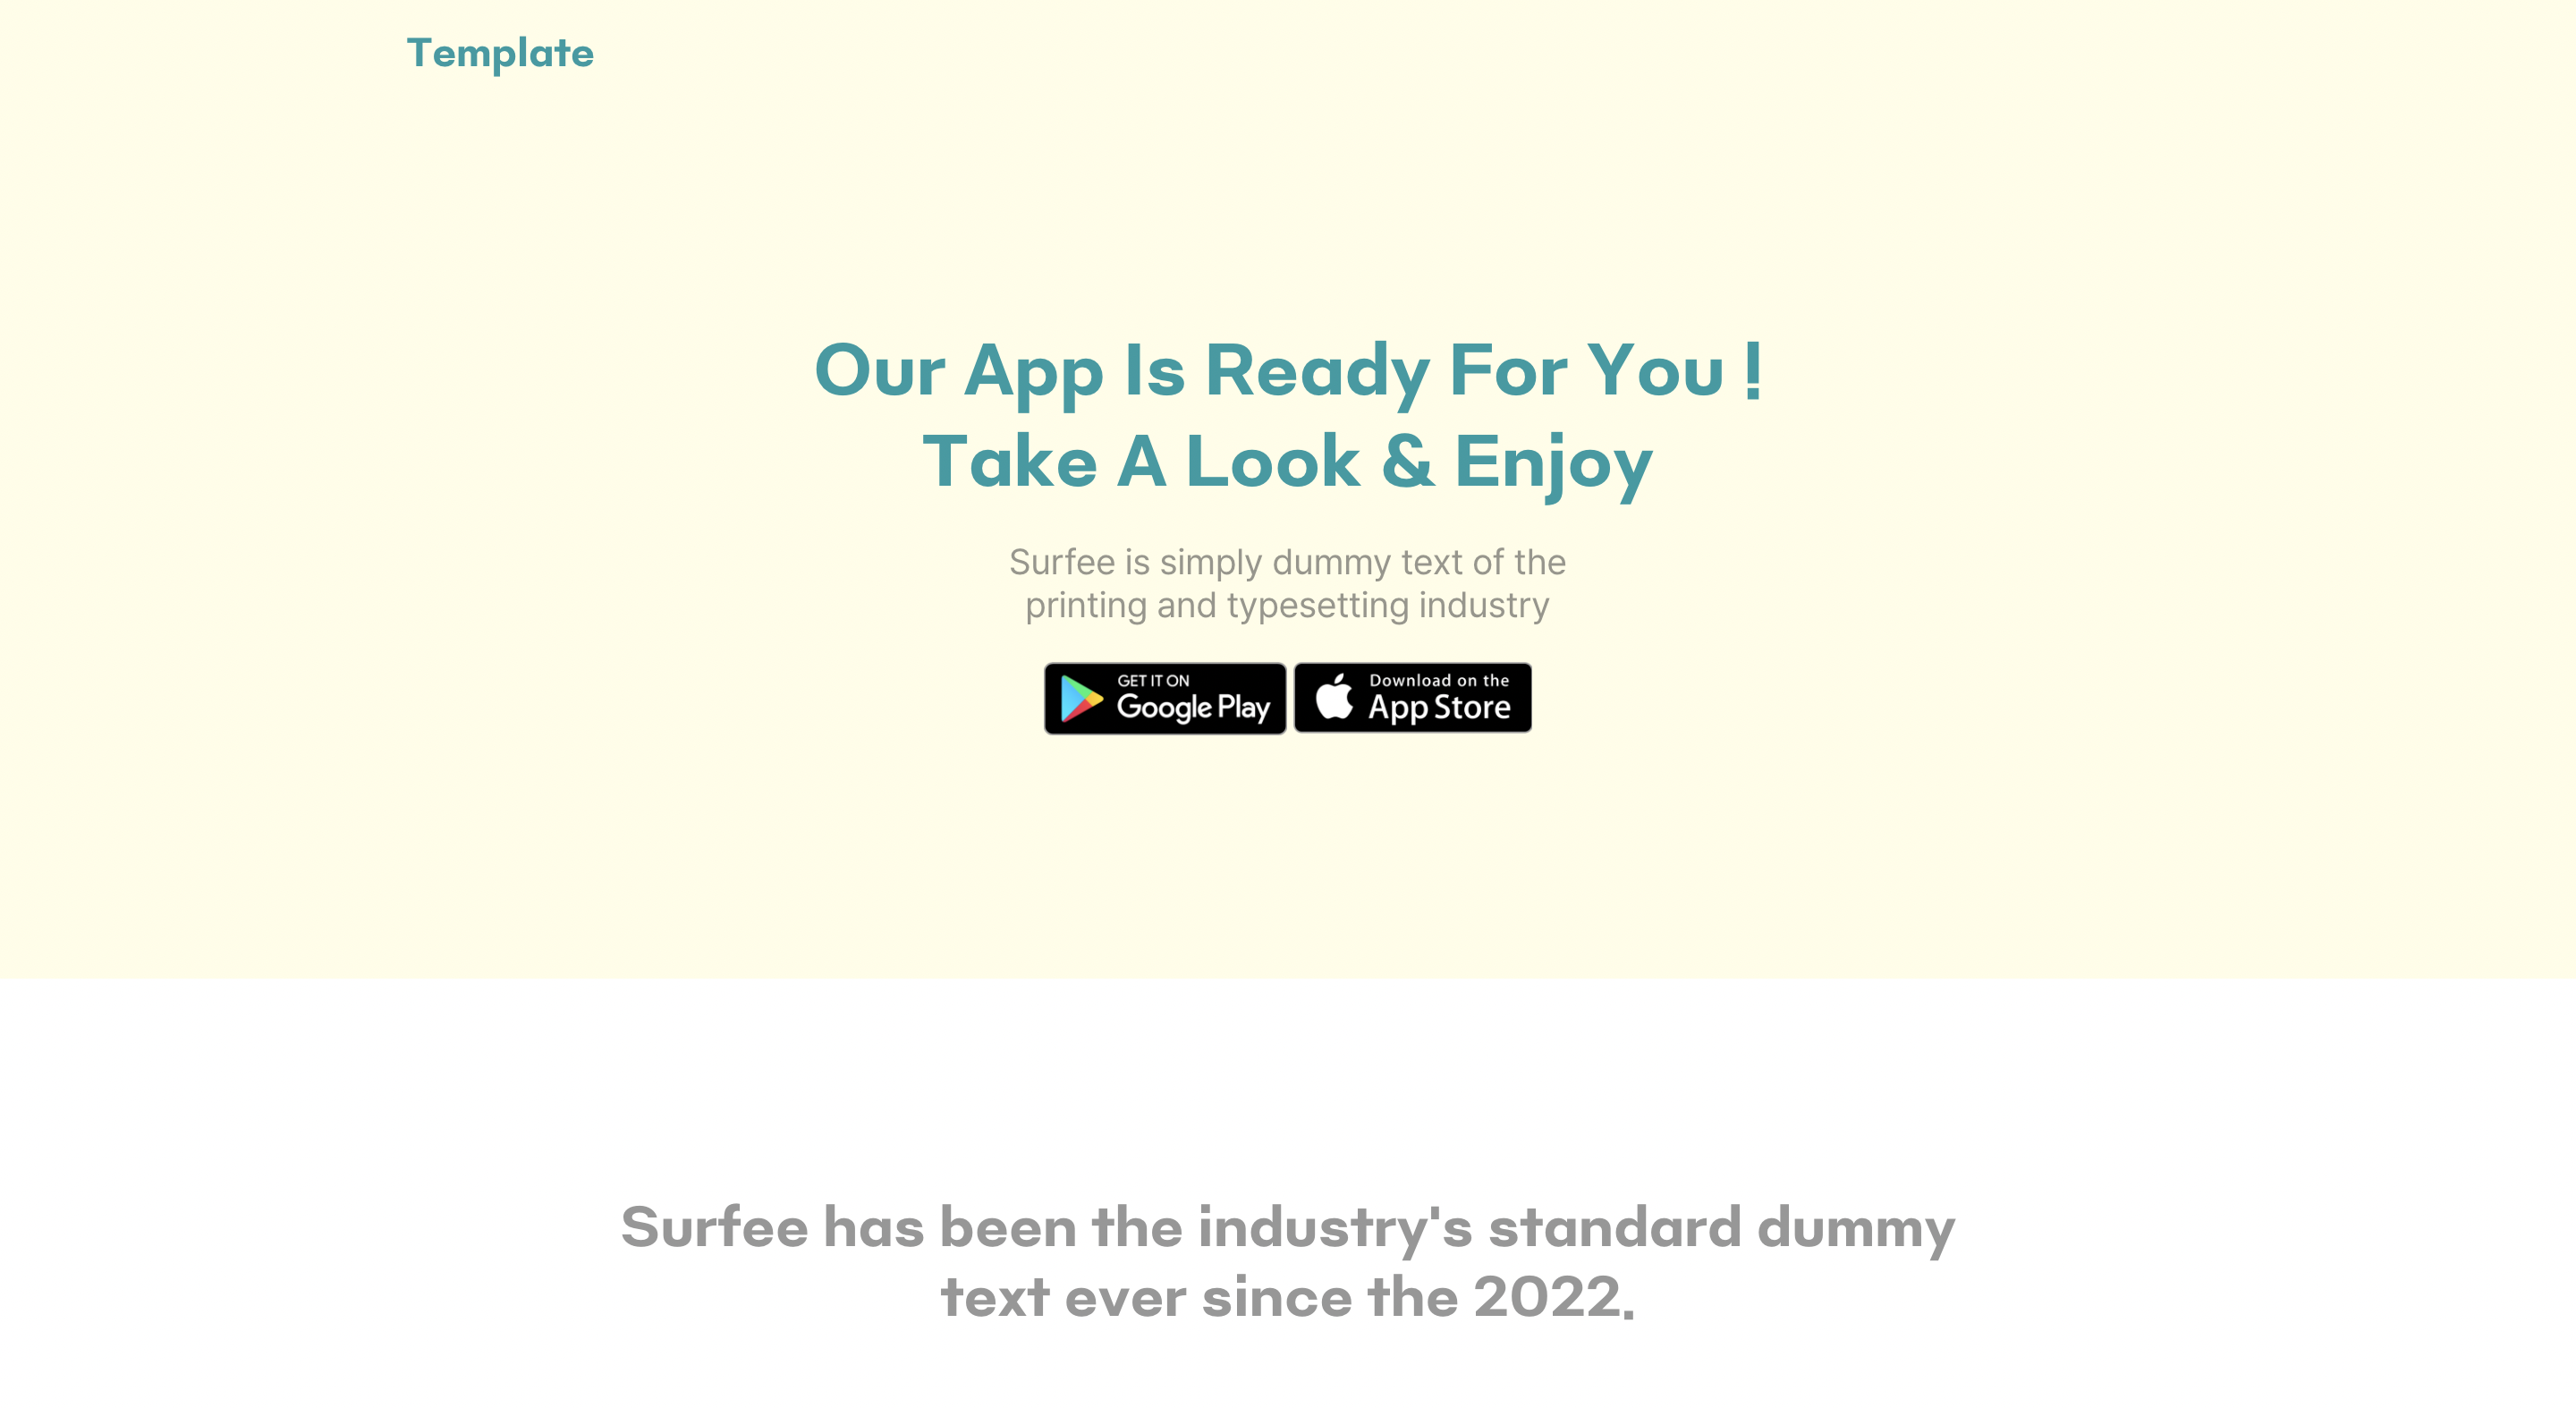 Template
Our App Is Ready For You !
Take A Look & Enjoy
Surfee is simply dummy text of the
printing and typesetting industry
GET IT ON
Google Play
Download on the
App Store
Surfee has been the industry's standard dummy
text ever since the 2022.